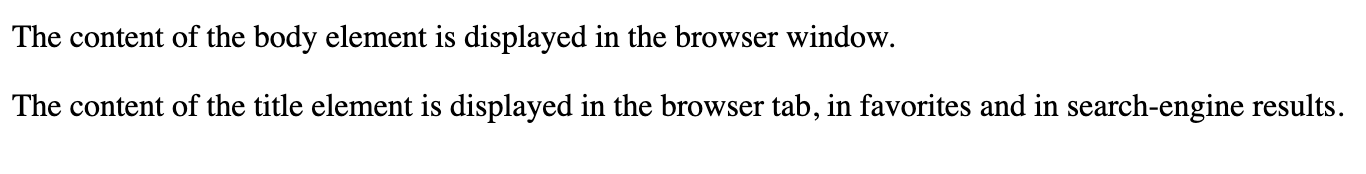 The content of the body element is displayed in the browser window.
The content of the title element is displayed in the browser tab, in favorites and in search-engine results.